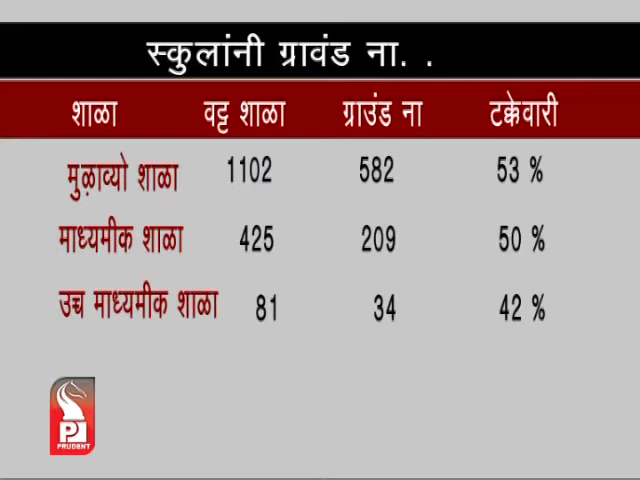 स्कुलांनी ग्रावंड ना. .
शाळा वट्ट शाळा ग्राउंड ना टक्केवारी
मुळाव्यो शाळा 1102 582 53 %
माध्यमीक शाळा 425 209 50 %
उच्च माध्यमीक शाळा 81 34 42 %
PRUDENT